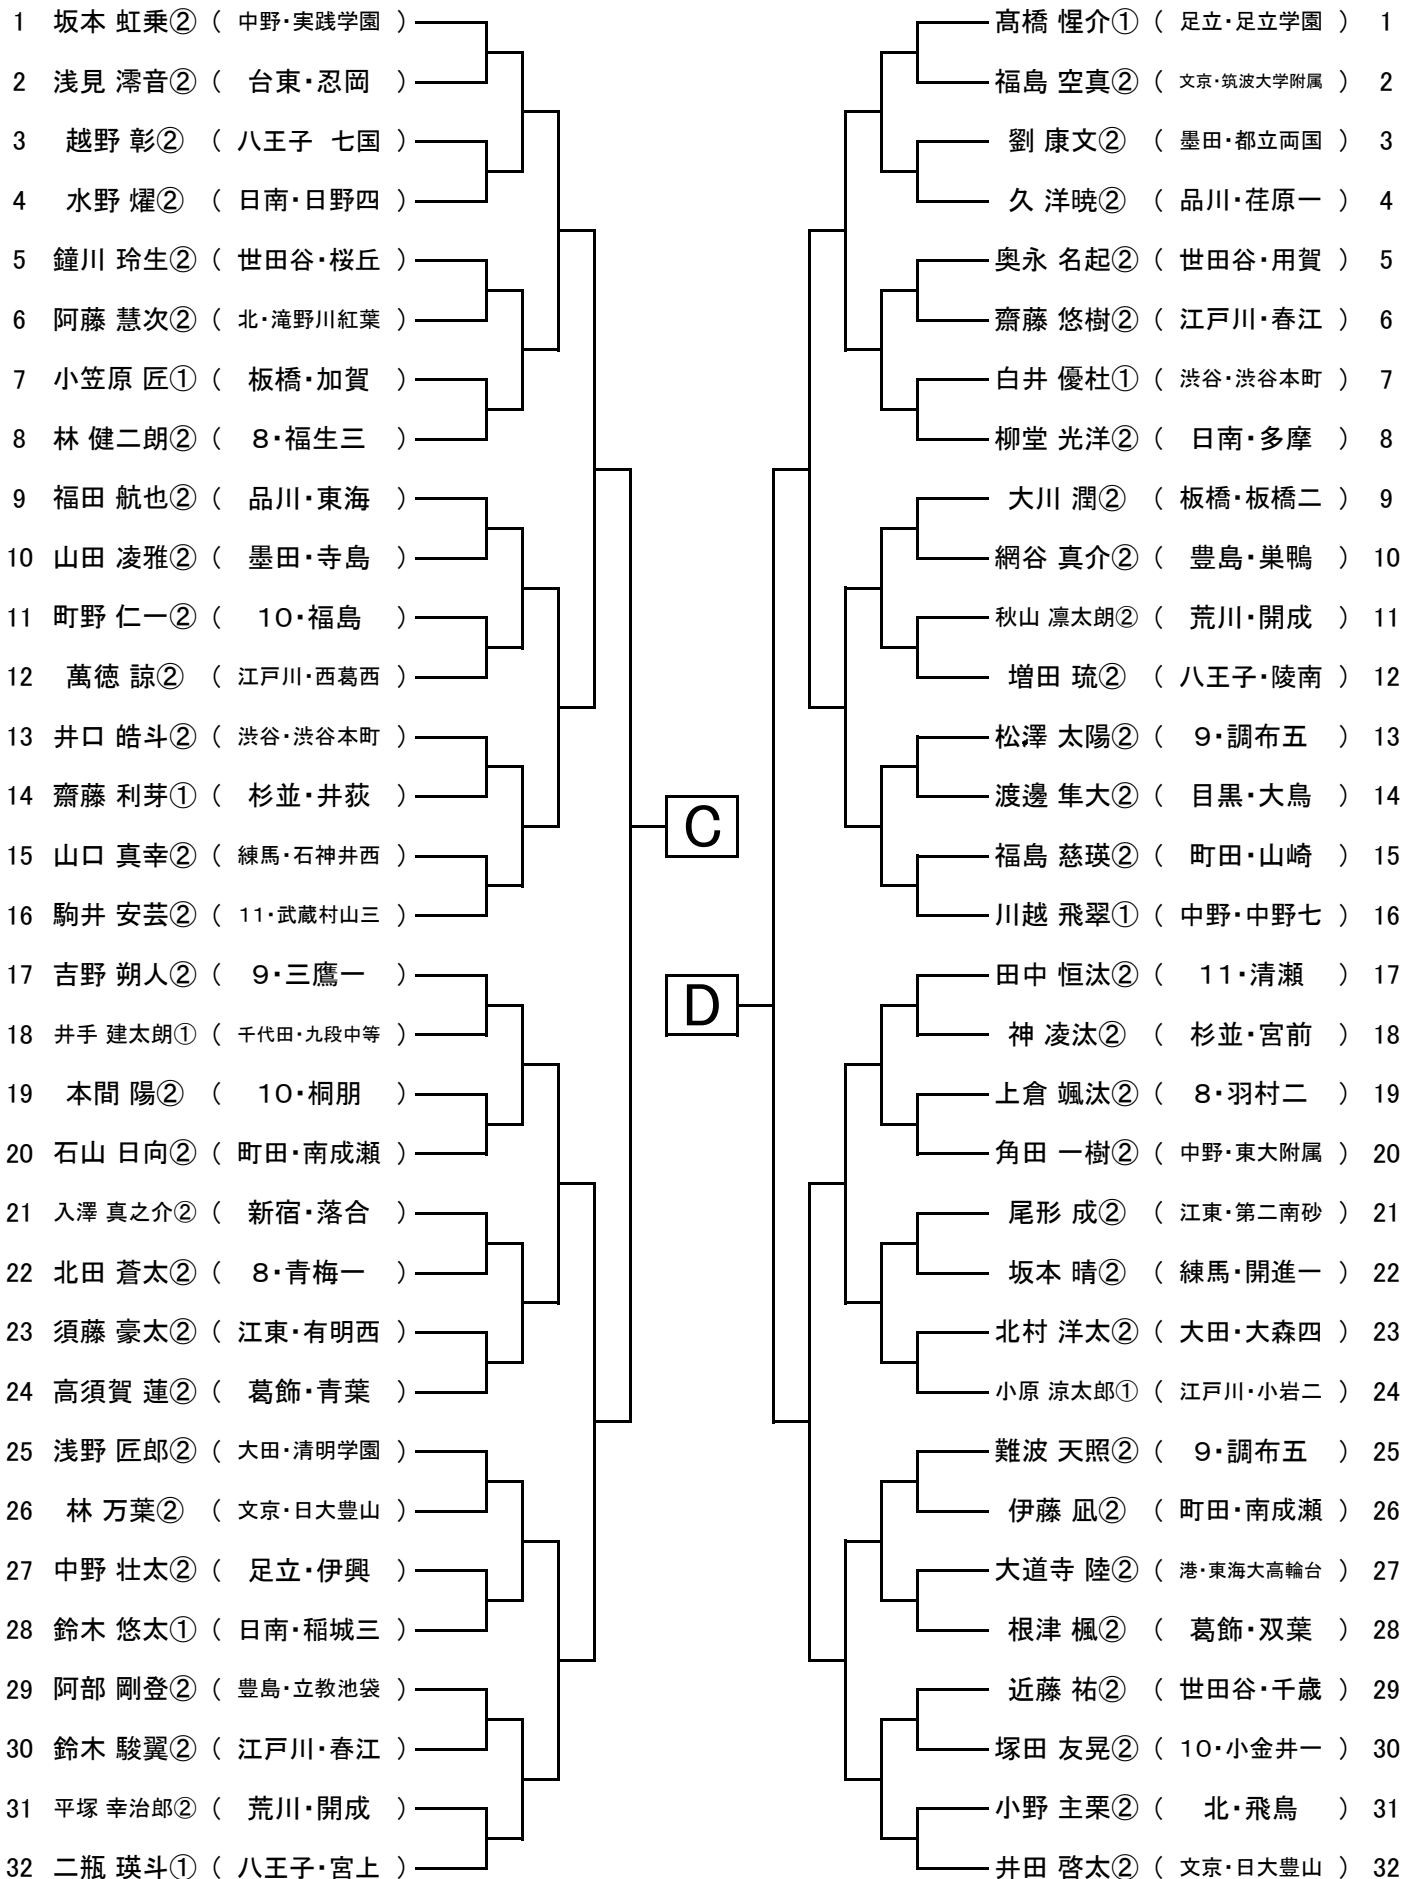 1 坂本 虹乗② ( 中野・実践学園 )
2 浅見 澪音② ( 台東・忍岡 )
3 越野 彰② ( 八王子 七国 )
4 水野 燿② ( 日南・日野四 )
5 鐘川 玲生② ( 世田谷・桜丘 )
6 阿藤 慧次② ( 北・滝野川紅葉 )
7 小笠原 匠① ( 板橋・加賀 )
8 林 健二朗② ( 8・福生三 )
9 福田 航也② ( 品川・東海 )
10 山田 凌雅② ( 墨田・寺島 )
11 町野 仁一② ( 10・福島 )
12 萬徳 諒② ( 江戸川・西葛西 )
13 井口 皓斗② ( 渋谷・渋谷本町 )
14 齋藤 利芽① ( 杉並・井荻 )
15 山口 真幸② ( 練馬・石神井西 )
16 駒井 安芸② ( 11・武蔵村山三 )
17 吉野 朔人② ( 9・三鷹一 )
18 井手 建太朗① ( 千代田・九段中等 )
19 本間 陽② ( 10・桐朋 )
20 石山 日向② ( 町田・南成瀬 )
21 入澤 真之介② ( 新宿・落合 )
22 北田 蒼太② ( 8・青梅一 )
23 須藤 豪太② ( 江東・有明西 )
24 高須賀 蓮② ( 葛飾・青葉 )
25 浅野 匠郎② ( 大田・清明学園 )
26 林 万葉② ( 文京・日大豊山 )
27 中野 壮太② ( 足立・伊興 )
28 鈴木 悠太① ( 日南・稲城三 )
29 阿部 剛登② ( 豊島・立教池袋 )
30 鈴木 駿翼② ( 江戸川・春江 )
31 平塚 幸治郎② ( 荒川・開成 )
32 二瓶 瑛斗① ( 八王子・宮上 )
C
D
髙橋 惺介① ( 足立・足立学園 ) 1
福島 空真② ( 文京・筑波大学附属 ) 2
劉 康文② ( 墨田・都立両国 ) 3
久 洋暁② ( 品川・荏原一 ) 4
奥永 名起② ( 世田谷・用賀 ) 5
齋藤 悠樹② ( 江戸川・春江 ) 6
白井 優杜① ( 渋谷・渋谷本町 ) 7
柳堂 光洋② ( 日南・多摩 ) 8
大川 潤② ( 板橋・板橋二 ) 9
網谷 真介② ( 豊島・巣鴨 ) 10
秋山 凛太朗② ( 荒川・開成 ) 11
増田 琉② ( 八王子・陵南 ) 12
松澤 太陽② ( 9・調布五 ) 13
渡邊 隼大② ( 目黒・大鳥 ) 14
福島 慈瑛② ( 町田・山崎 ) 15
川越 飛翠① ( 中野・中野七 ) 16
田中 恒汰② ( 11・清瀬 ) 17
神 凌汰② ( 杉並・宮前 ) 18
上倉 颯汰② ( 8・羽村二 ) 19
角田 一樹② ( 中野・東大附属 ) 20
尾形 成② ( 江東・第二南砂 ) 21
坂本 晴② ( 練馬・開進一 ) 22
北村 洋太② ( 大田・大森四 ) 23
小原 涼太郎① ( 江戸川・小岩二 ) 24
難波 天照② ( 9・調布五 ) 25
伊藤 凪② ( 町田・南成瀬 ) 26
大道寺 陸② ( 港・東海大高輪台 ) 27
根津 楓② ( 葛飾・双葉 ) 28
近藤 祐② ( 世田谷・千歳 ) 29
塚田 友晃② ( 10・小金井一 ) 30
小野 主栗② ( 北・飛鳥 ) 31
井田 啓太② ( 文京・日大豊山 ) 32